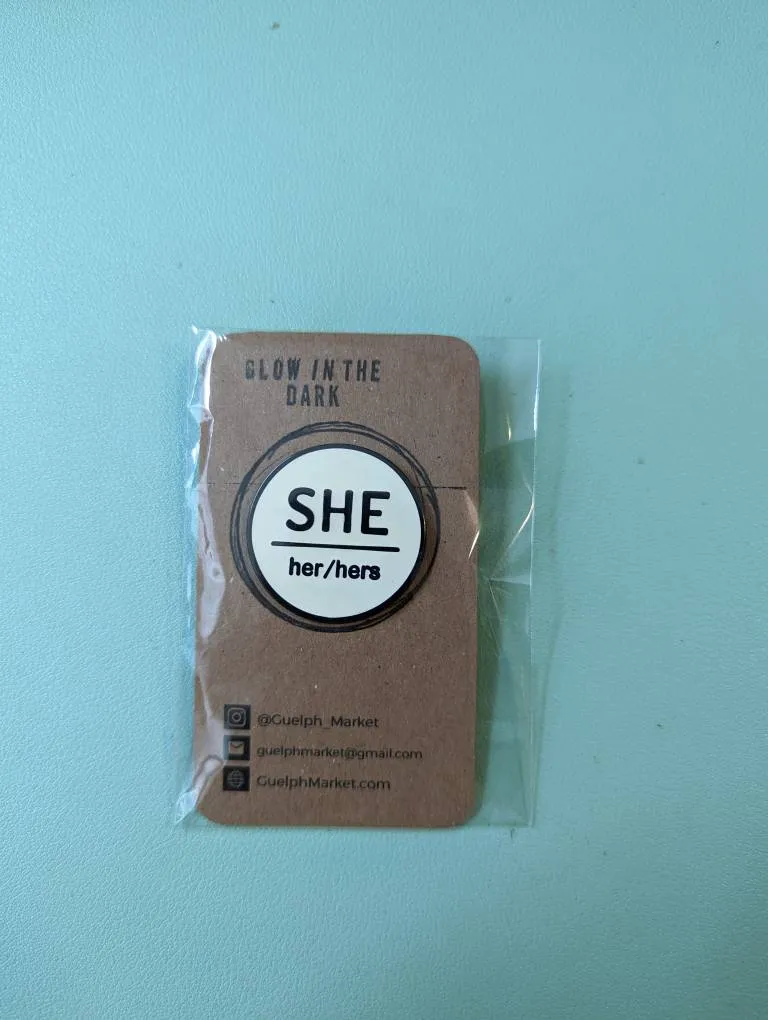 GLOW IN THE
DARK
SHE
her/hers
@Guelph_Market
guelphmarket@gmail.com
GuelphMarket.com